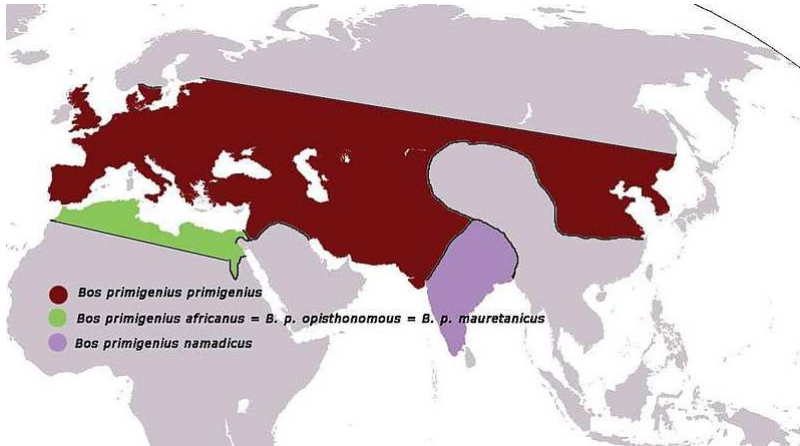 Bos primigenius primigenius
Bos primigenius africanus = B. p. opisthonomous = B. p. mauretanicus
Bos primigenius namadicus